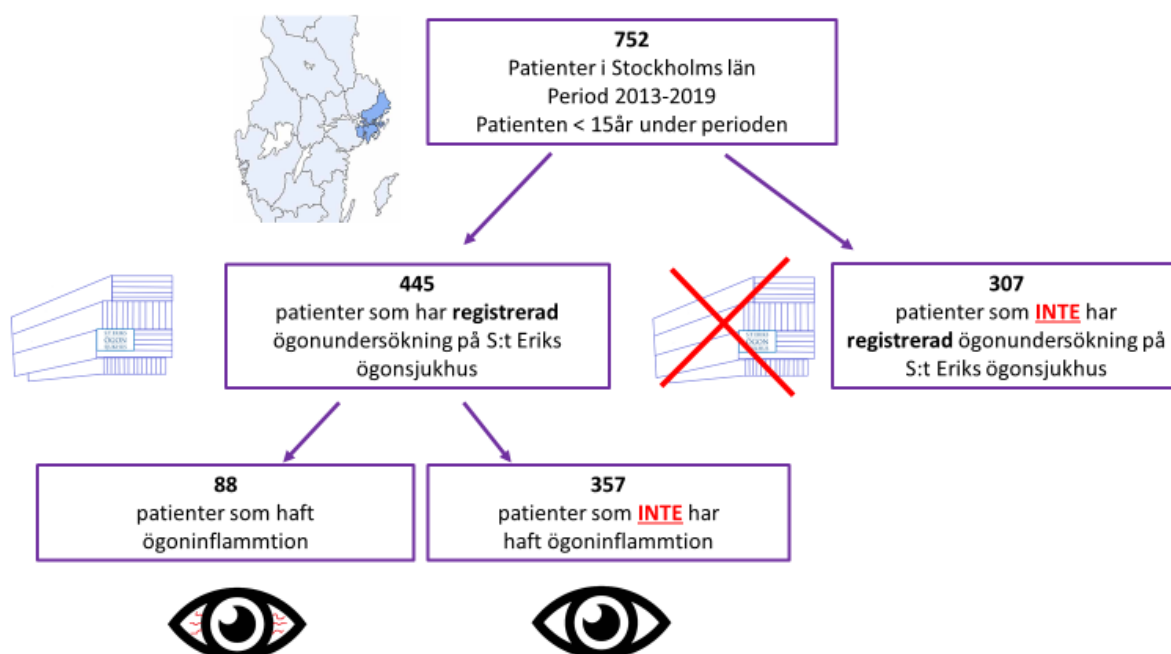 752
Patienter i Stockholms län
Period 2013-2019
Patienten < 15år under perioden
445
patienter som har registrerad
ögonundersökning på S:t Eriks
ögonsjukhus
307
patienter som INTE har
registrerad ögonundersökning på
S:t Eriks ögonsjukhus
88
patienter som haft
ögoninflammtion
357
patienter som INTE har
haft ögoninflammtion
ÖGON
ÖGON